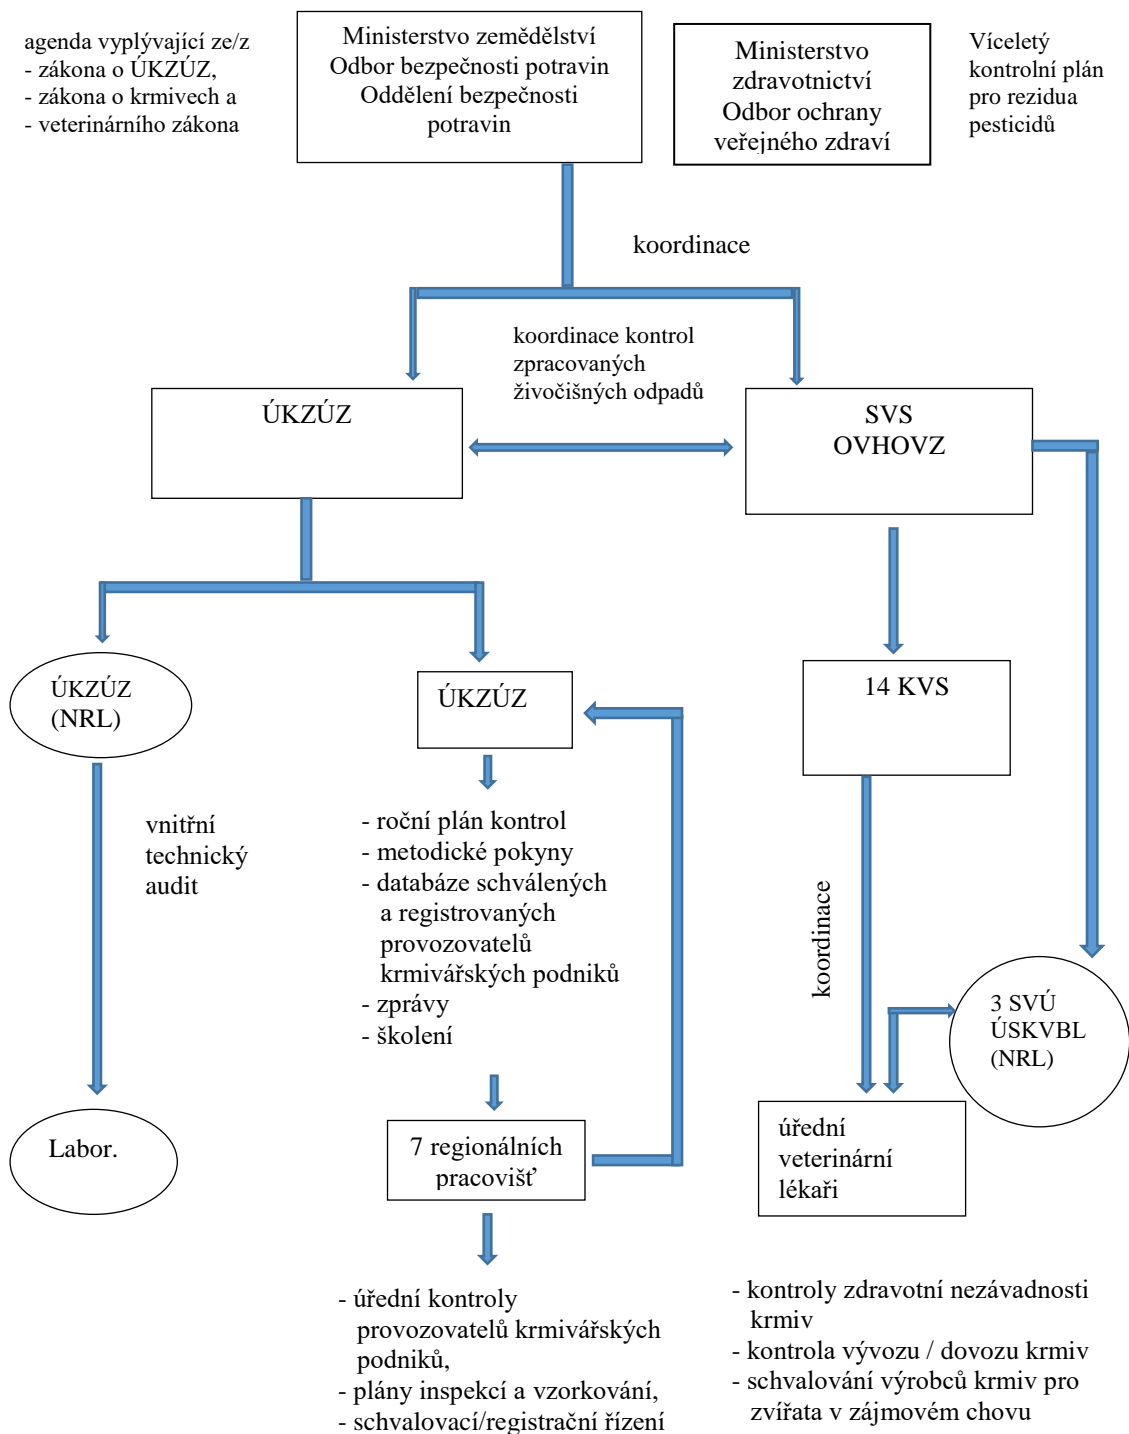 agenda vyplývající ze/z
- zákona o ÚKZÚZ,
- zákona o krmivech a
- veterinárního zákona
Ministerstvo zemědělství
Odbor bezpečnosti potravin
Oddělení bezpečnosti
potravin
Ministerstvo
zdravotnictví
Odbor ochrany
veřejného zdraví
Víceletý
kontrolní plán
pro rezidua
pesticidů
koordinace
koordinace kontrol
zpracovaných
živočišných odpadů
ÚKZÚZ
SVS
OVHOVZ
ÚKZÚZ
(NRL)
ÚKZÚZ
14 KVS
vnitřní
technický
audit
- roční plán kontrol
- metodické pokyny
- databáze schválených
a registrovaných
provozovatelů
krmivářských podniků
- zprávy
- školení
koordinace
3 SVÚ
ÚSKVBL
(NRL)
Labor.
7 regionálních
pracovišť
úřední
veterinární
lékaři
- úřední kontroly
provozovatelů krmivářských
podniků,
- plány inspekcí a vzorkování,
- schvalovací/registrační řízení
- kontroly zdravotní nezávadnosti
krmiv
- kontrola vývozu / dovozu krmiv
- schvalování výrobců krmiv pro
zvířata v zájmovém chovu